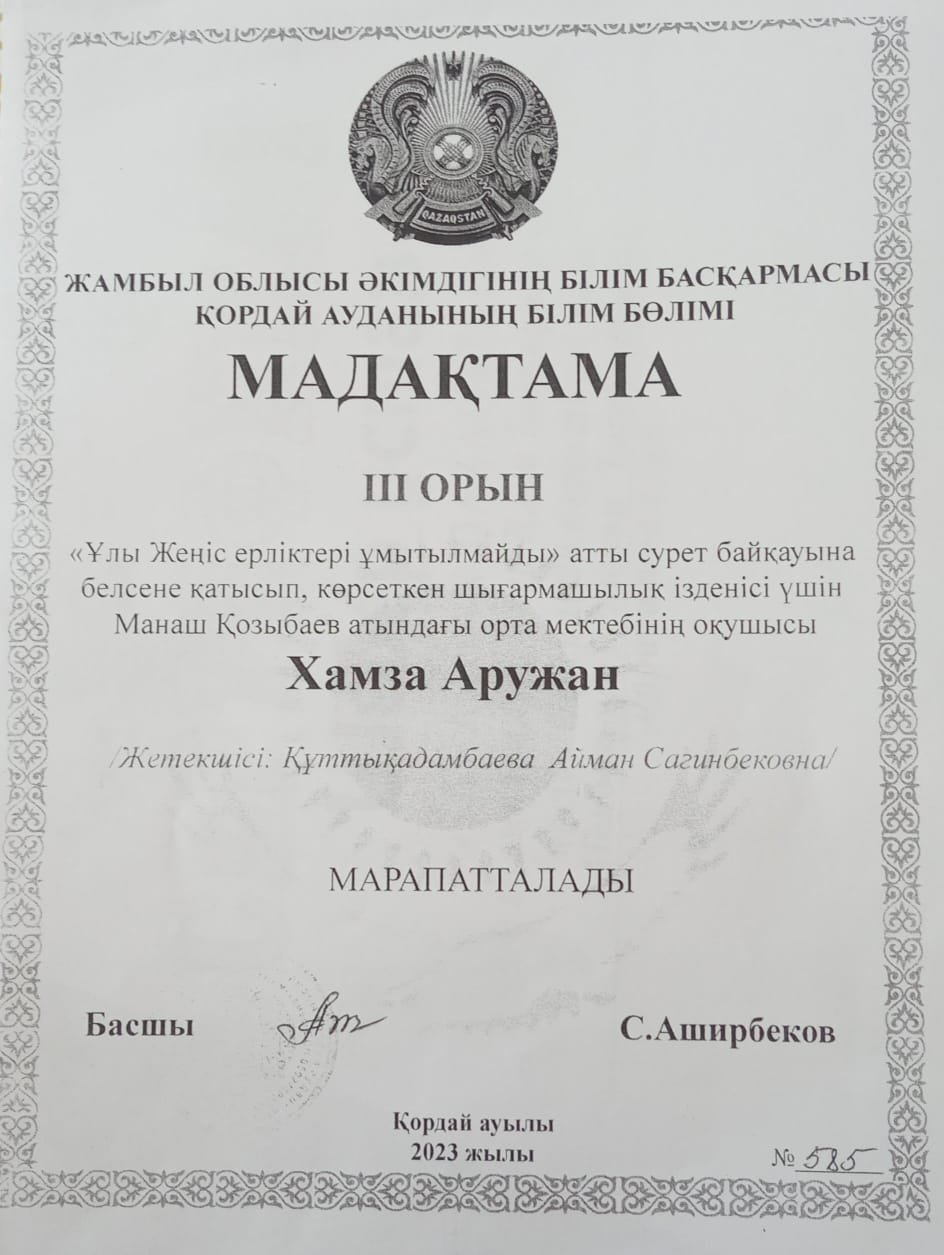 QAZAQSTAN
ЖАМБЫЛ ОБЛЫСЫ ӘКІМДІГІНІҢ БІЛІМ БАСҚАРМАСЫ
ҚОРДАЙ АУДАНЫНЫҢ БІЛІМ БӨЛІМІ
МАДАҚТАМА
III ОРЫН
«Ұлы Жеңіс ерліктері ұмытылмайды» атты сурет байқауына
белсене қатысып, көрсеткен шығармашылық ізденісі үшін
Манаш Қозыбаев атындағы орта мектебінің оқушысы
Хамза Аружан
/Жетекшісі: Құттықадамбаева Айман Сагинбековна/
МАРАПАТТАЛАДЫ
Басшы С.Аширбеков
Қордай ауылы
2023 жылы
№ 585